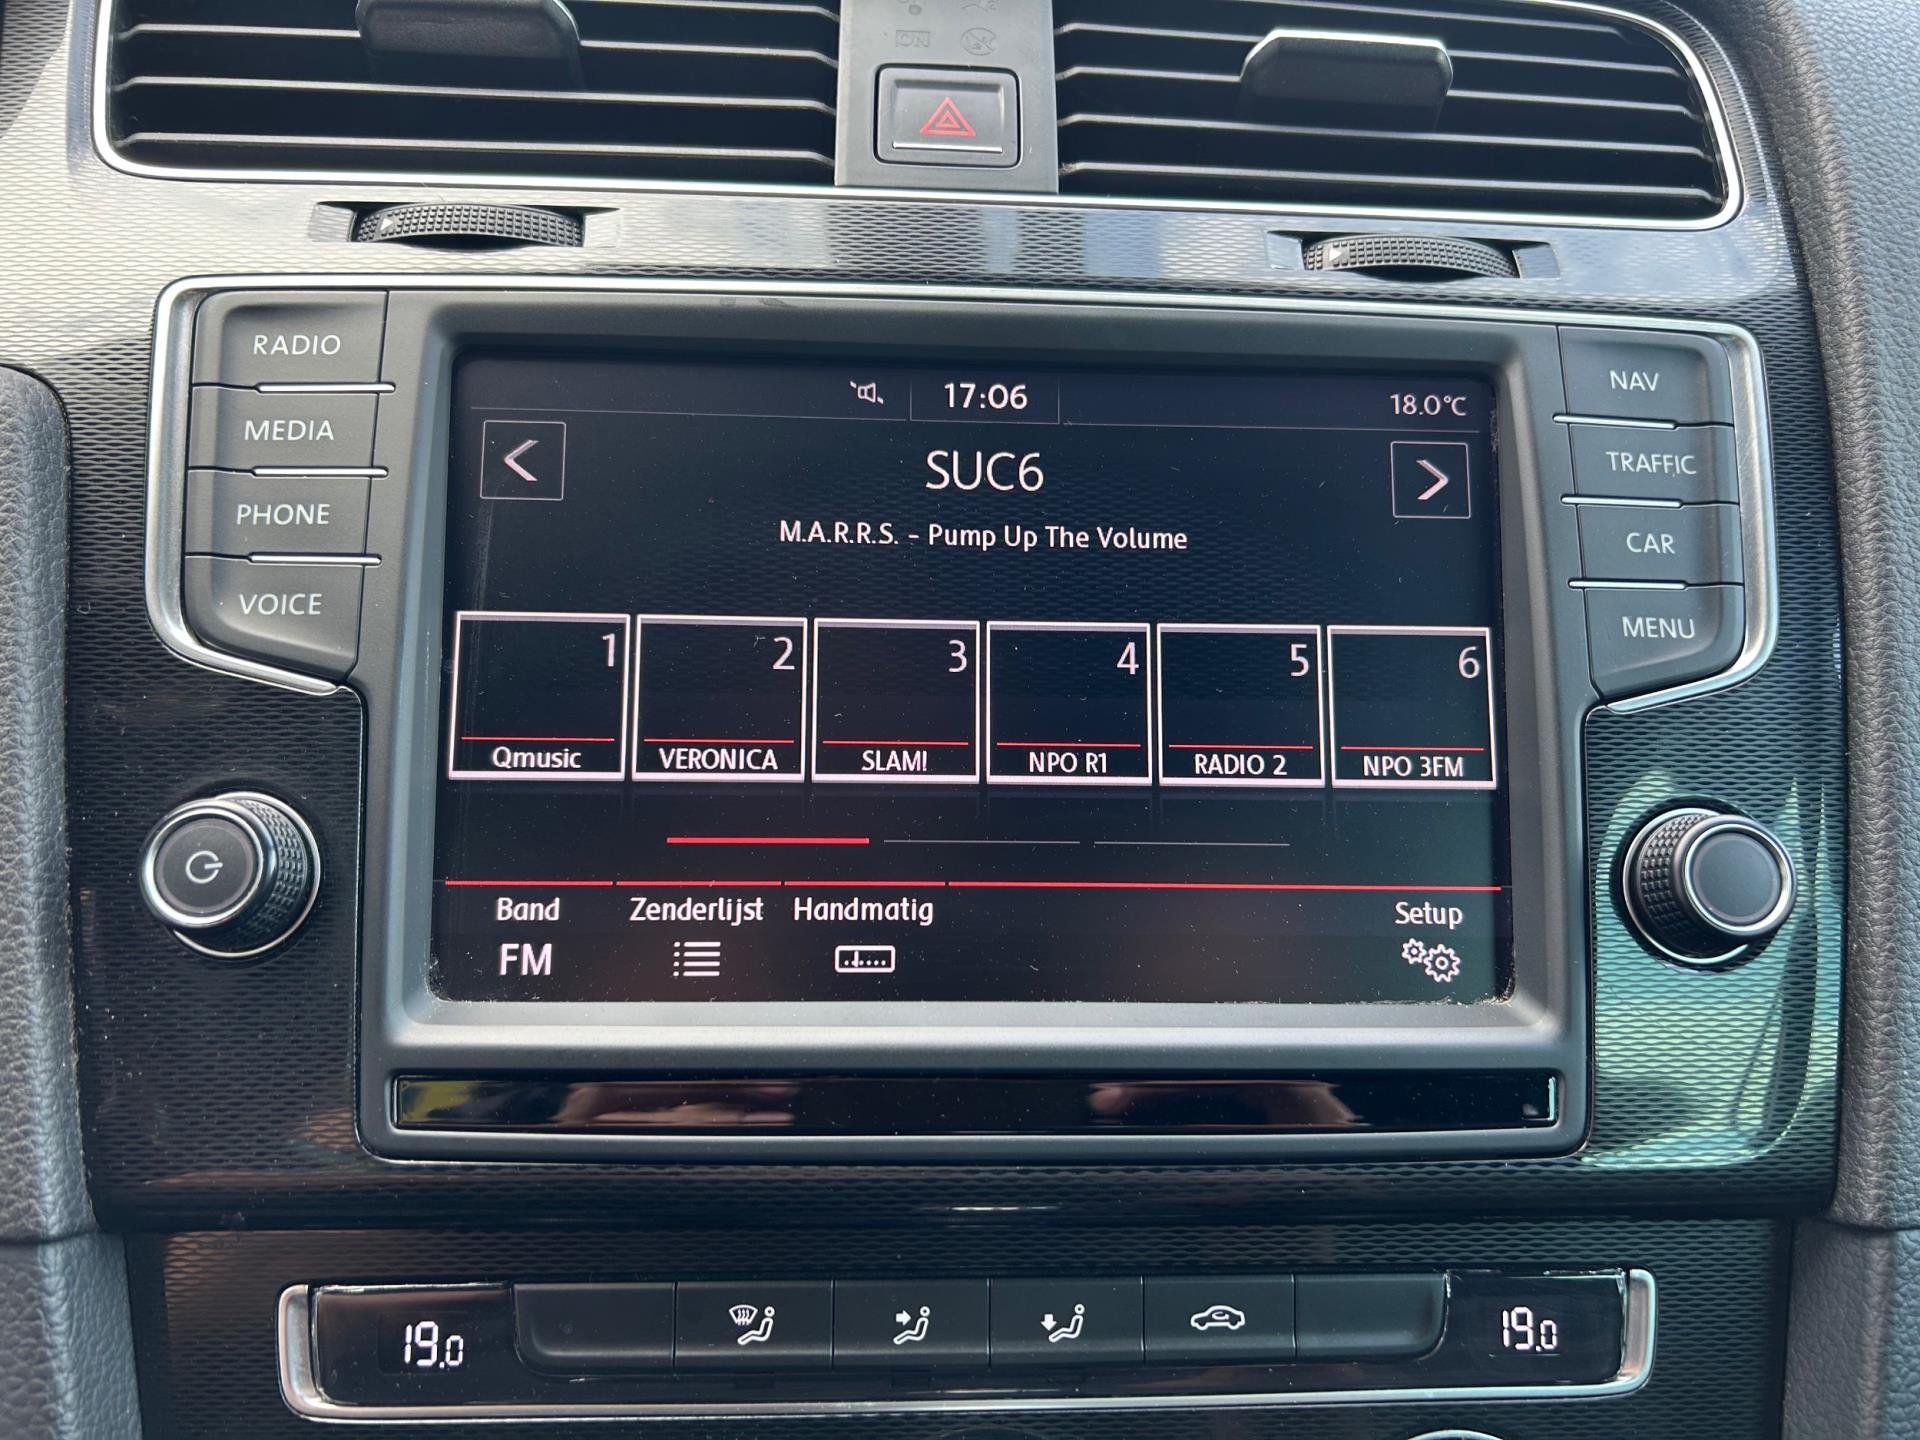 ON
RADIO
MEDIA
PHONE
VOICE
17:06
18.0°C
SUC6
M.A.R.R.S. - Pump Up The Volume
1
2
3
4
5
6
Qmusic
VERONICA
SLAM!
NPO R1
RADIO 2
NPO 3FM
Band
Zenderlijst
Handmatig
Setup
FM
NAV
TRAFFIC
CAR
MENU
19.0
19.0